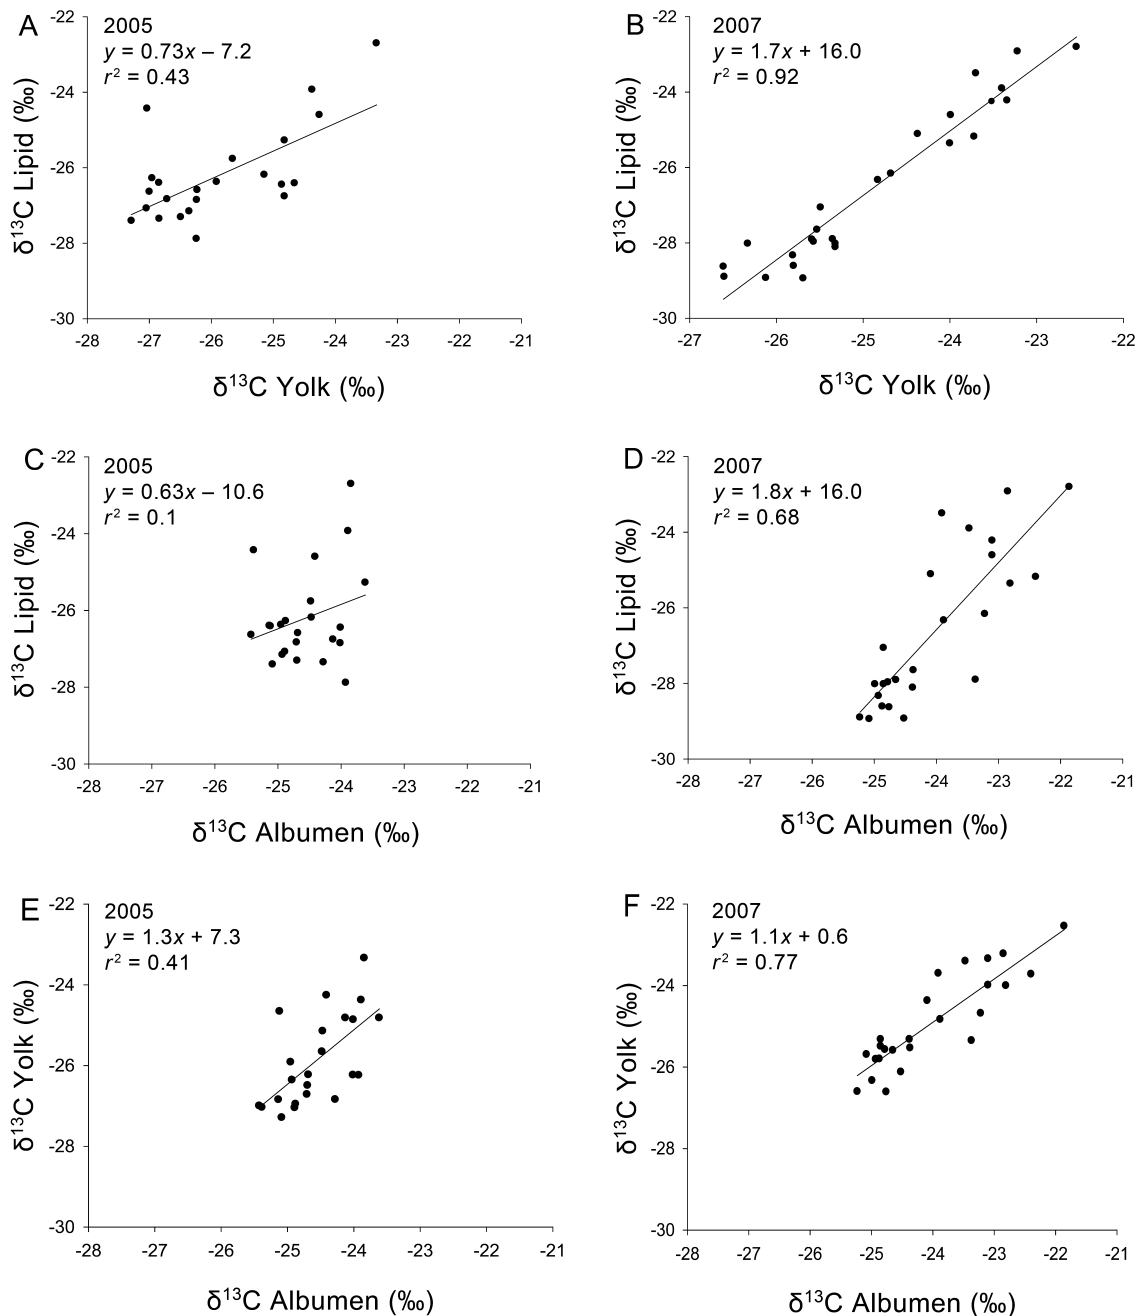 A
2005
y = 0.73x – 7.2
r² = 0.43
-22
-24
-26
-28
-30
δ¹³C Lipid (‰)
-28 -27 -26 -25 -24 -23 -22 -21
δ¹³C Yolk (‰)
B
2007
y = 1.7x + 16.0
r² = 0.92
-22
-24
-26
-28
-30
δ¹³C Lipid (‰)
-27 -26 -25 -24 -23 -22
δ¹³C Yolk (‰)
C
2005
y = 0.63x – 10.6
r² = 0.1
-22
-24
-26
-28
-30
δ¹³C Lipid (‰)
-28 -27 -26 -25 -24 -23 -22 -21
δ¹³C Albumen (‰)
D
2007
y = 1.8x + 16.0
r² = 0.68
-22
-24
-26
-28
-30
δ¹³C Lipid (‰)
-28 -27 -26 -25 -24 -23 -22 -21
δ¹³C Albumen (‰)
E
2005
y = 1.3x + 7.3
r² = 0.41
-22
-24
-26
-28
-30
δ¹³C Yolk (‰)
-28 -27 -26 -25 -24 -23 -22 -21
δ¹³C Albumen (‰)
F
2007
y = 1.1x + 0.6
r² = 0.77
-22
-24
-26
-28
-30
δ¹³C Yolk (‰)
-28 -27 -26 -25 -24 -23 -22 -21
δ¹³C Albumen (‰)